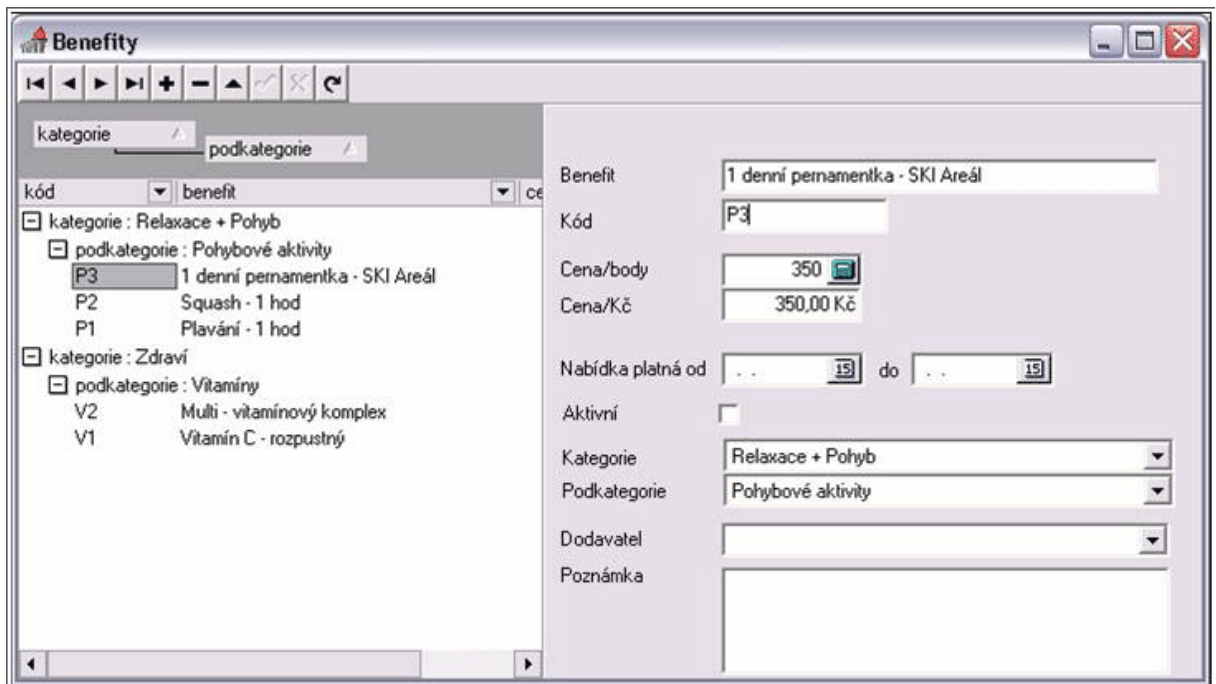 Benefity
kategorie
podkategorie
kód benefit ce
kategorie : Relaxace + Pohyb
podkategorie : Pohybové aktivity
P3 1 denní pernamentka - SKI Areál
P2 Squash - 1 hod
P1 Plavání - 1 hod
kategorie : Zdraví
podkategorie : Vitamíny
V2 Multi - vitamínový komplex
V1 Vitamín C - rozpustný
Benefit 1 denní pernamentka - SKI Areál
Kód P3
Cena/body 350
Cena/Kč 350,00 Kč
Nabídka platná od . . 15 do . . 15
Aktivní
Kategorie Relaxace + Pohyb
Podkategorie Pohybové aktivity
Dodavatel
Poznámka